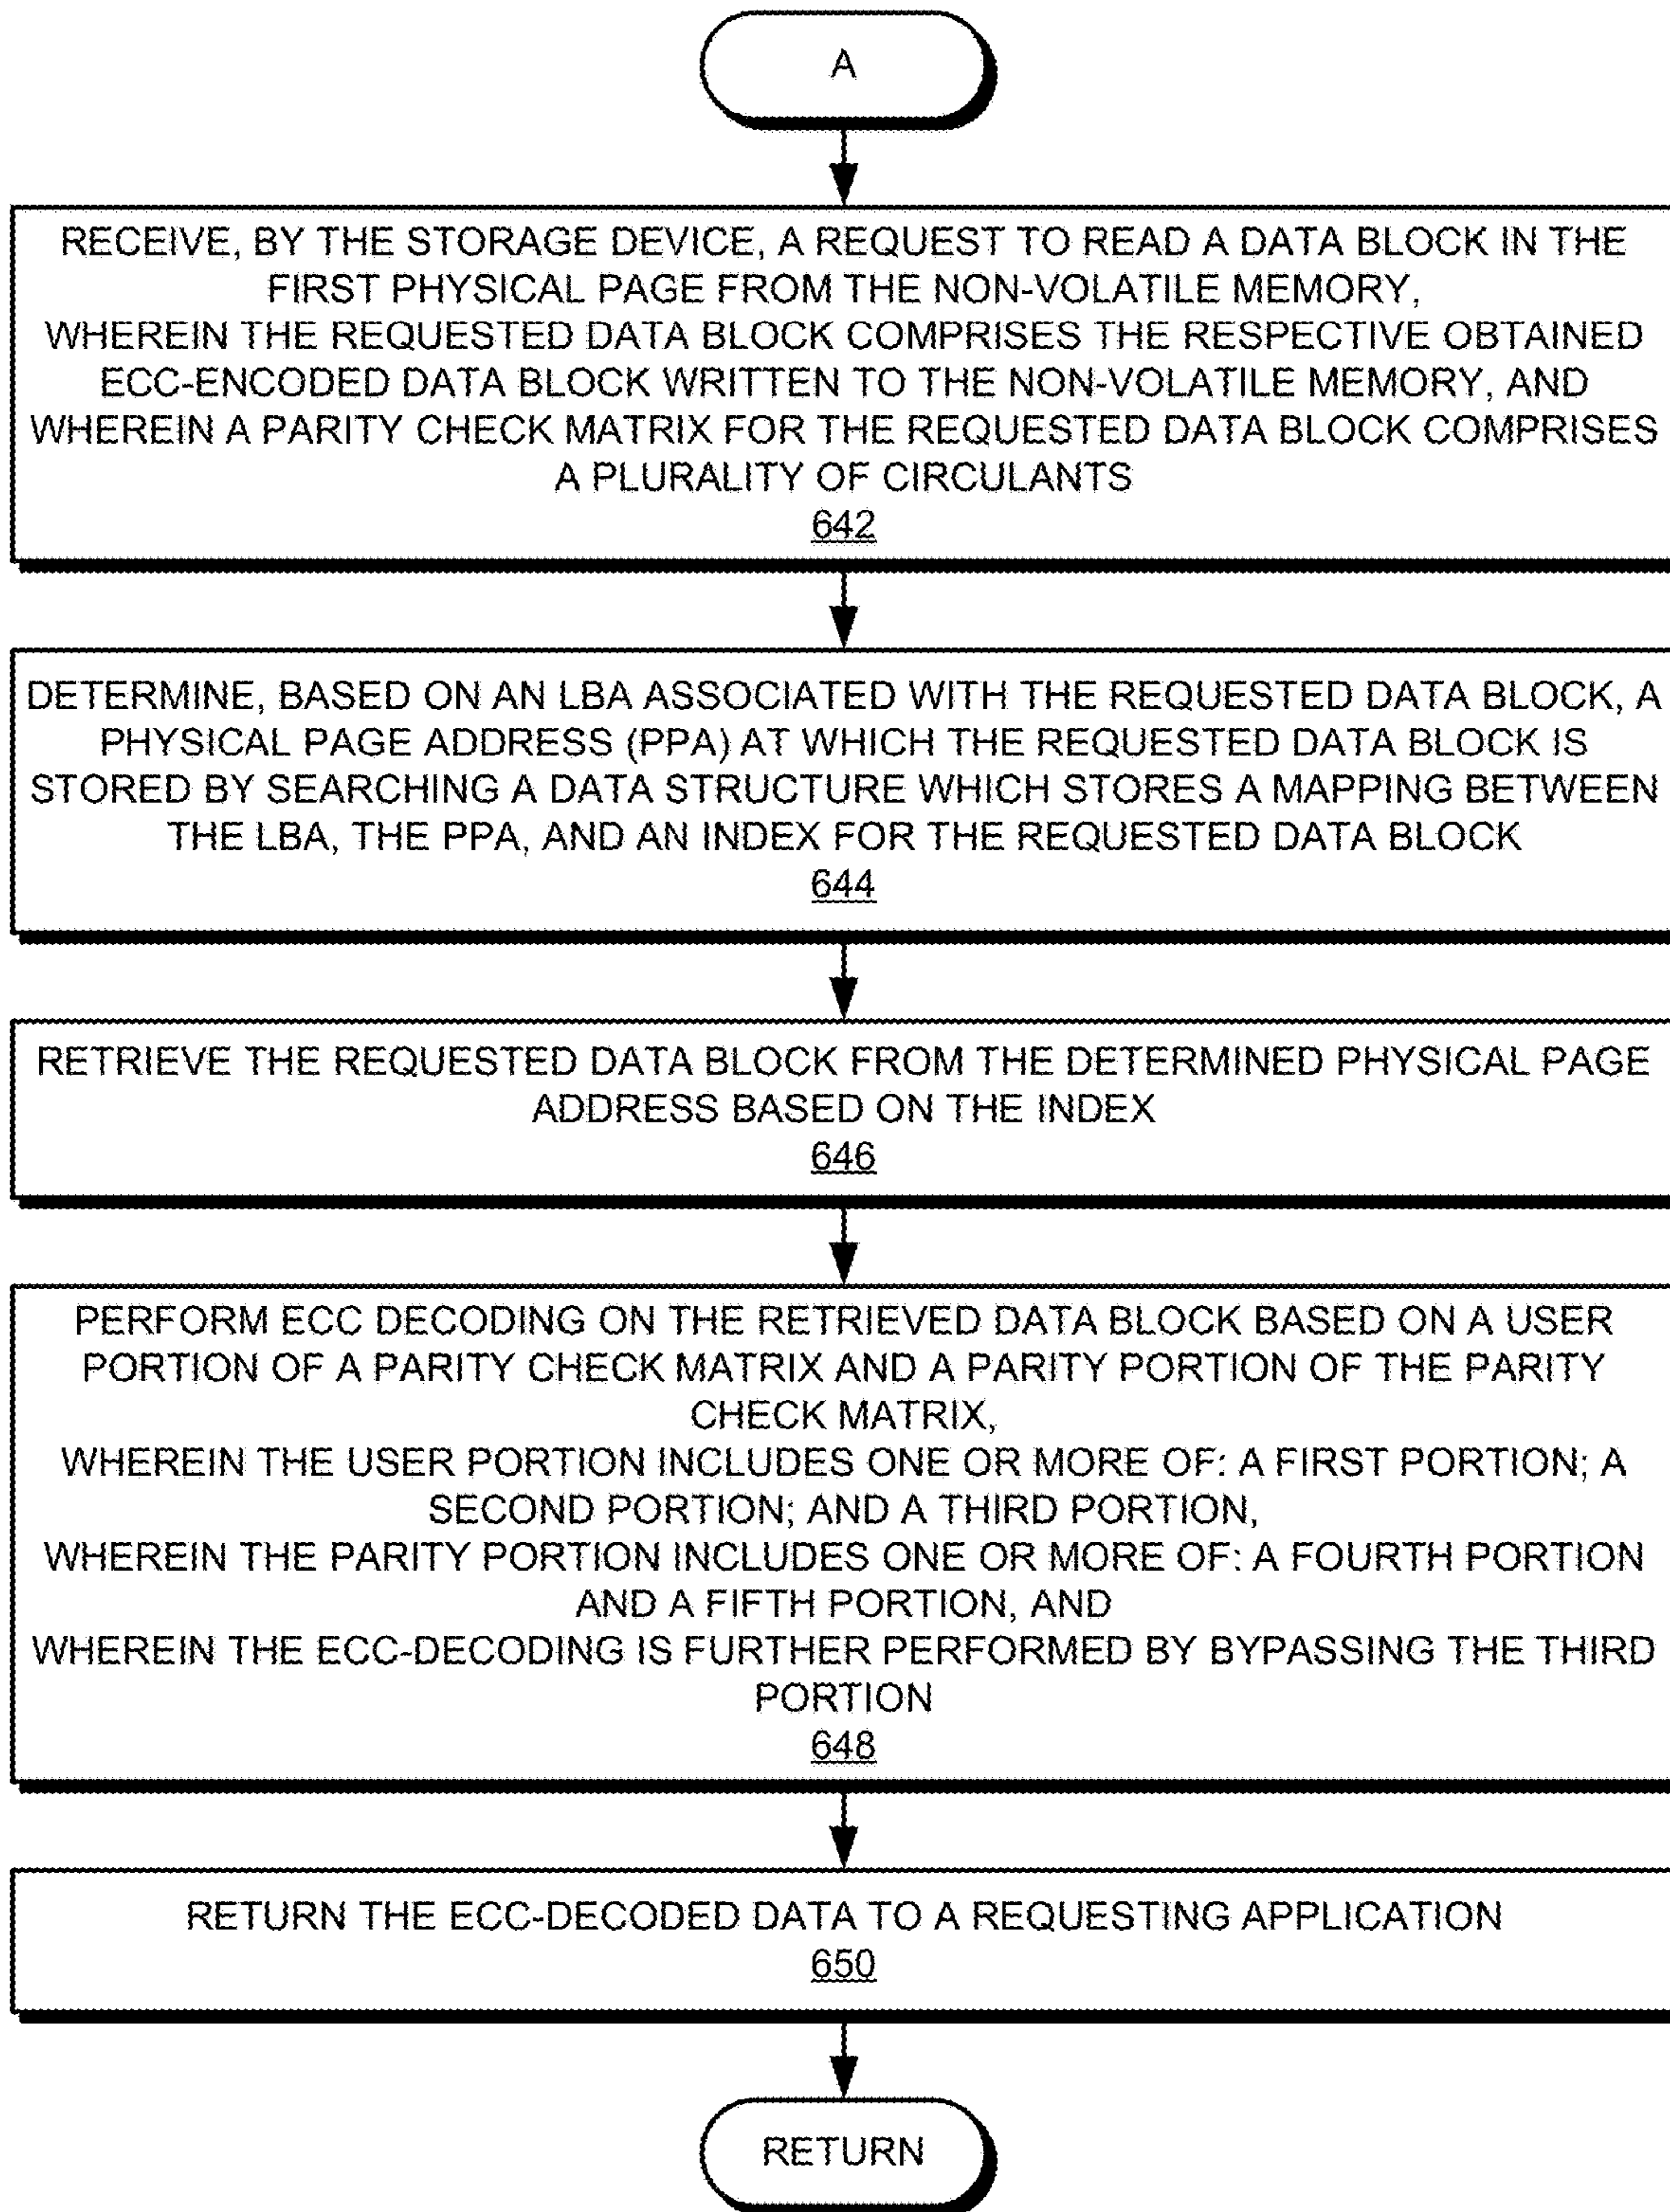 A
RECEIVE, BY THE STORAGE DEVICE, A REQUEST TO READ A DATA BLOCK IN THE
FIRST PHYSICAL PAGE FROM THE NON-VOLATILE MEMORY,
WHEREIN THE REQUESTED DATA BLOCK COMPRISES THE RESPECTIVE OBTAINED
ECC-ENCODED DATA BLOCK WRITTEN TO THE NON-VOLATILE MEMORY, AND
WHEREIN A PARITY CHECK MATRIX FOR THE REQUESTED DATA BLOCK COMPRISES
A PLURALITY OF CIRCULANTS
642
DETERMINE, BASED ON AN LBA ASSOCIATED WITH THE REQUESTED DATA BLOCK, A
PHYSICAL PAGE ADDRESS (PPA) AT WHICH THE REQUESTED DATA BLOCK IS
STORED BY SEARCHING A DATA STRUCTURE WHICH STORES A MAPPING BETWEEN
THE LBA, THE PPA, AND AN INDEX FOR THE REQUESTED DATA BLOCK
644
RETRIEVE THE REQUESTED DATA BLOCK FROM THE DETERMINED PHYSICAL PAGE
ADDRESS BASED ON THE INDEX
646
PERFORM ECC DECODING ON THE RETRIEVED DATA BLOCK BASED ON A USER
PORTION OF A PARITY CHECK MATRIX AND A PARITY PORTION OF THE PARITY
CHECK MATRIX,
WHEREIN THE USER PORTION INCLUDES ONE OR MORE OF: A FIRST PORTION; A
SECOND PORTION; AND A THIRD PORTION,
WHEREIN THE PARITY PORTION INCLUDES ONE OR MORE OF: A FOURTH PORTION
AND A FIFTH PORTION, AND
WHEREIN THE ECC-DECODING IS FURTHER PERFORMED BY BYPASSING THE THIRD
PORTION
648
RETURN THE ECC-DECODED DATA TO A REQUESTING APPLICATION
650
RETURN